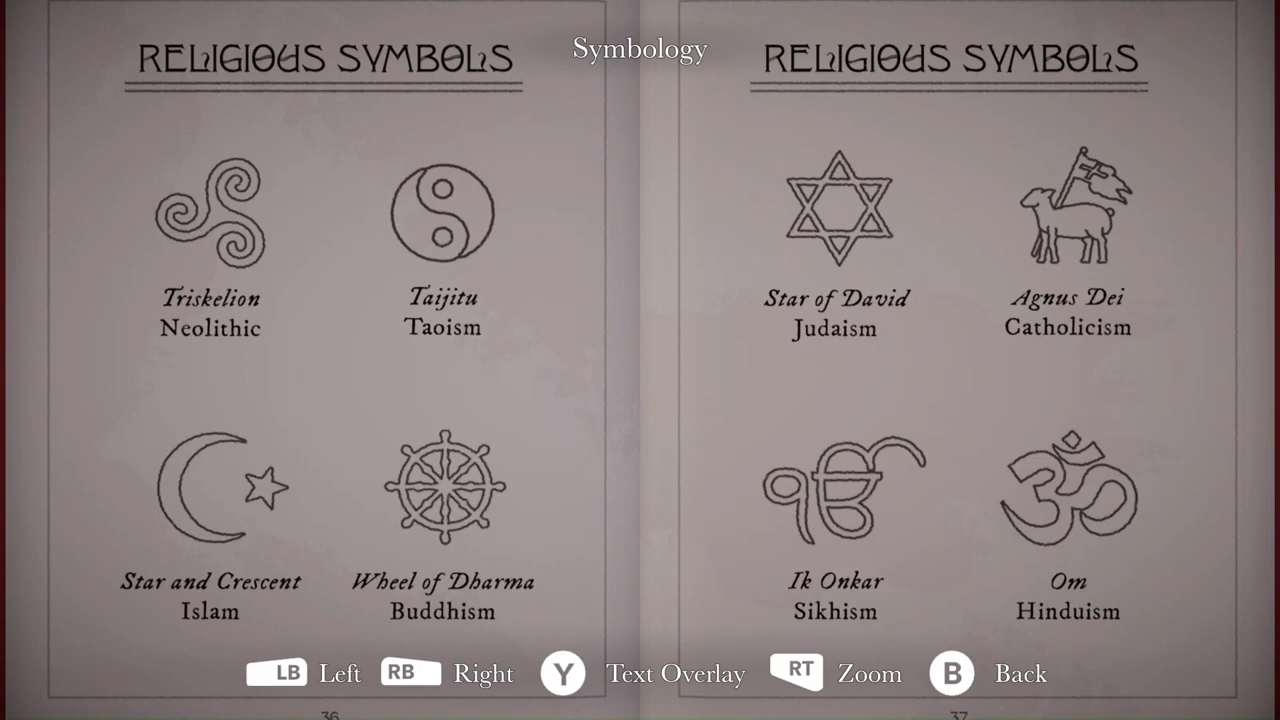 Symbology
RELIGIOUS SYMBOLS
Triskelion
Neolithic
Taijitu
Taoism
Star and Crescent
Islam
Wheel of Dharma
Buddhism
36
RELIGIOUS SYMBOLS
Star of David
Judaism
Agnus Dei
Catholicism
Ik Onkar
Sikhism
Om
Hinduism
37
LB Left RB Right Y Text Overlay RT Zoom B Back